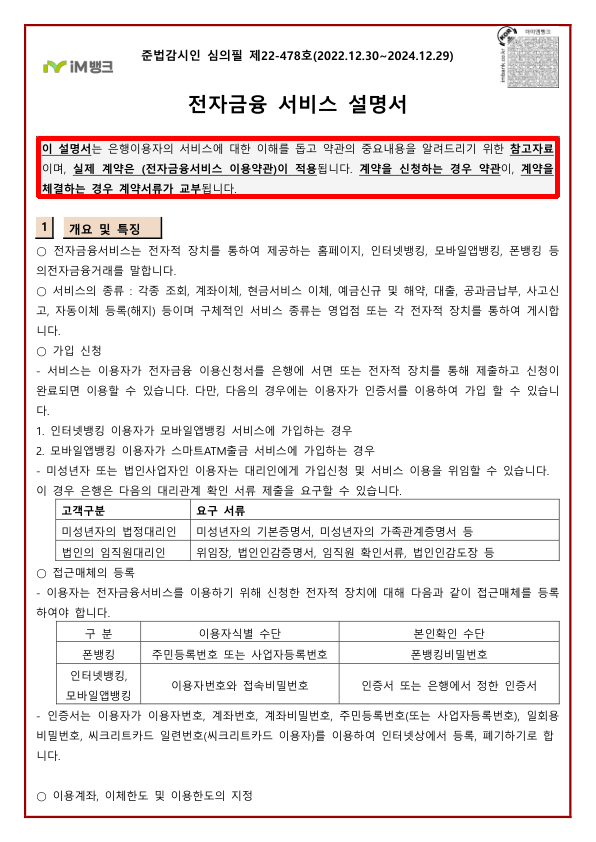 준법감시인 심의필 제22-478호(2022.12.30~2024.12.29)
아이엠뱅크
imbank.co.kr
iM뱅크
전자금융 서비스 설명서
이 설명서는 은행이용자의 서비스에 대한 이해를 돕고 약관의 중요내용을 알려드리기 위한 참고자료
이며, 실제 계약은 (전자금융서비스 이용약관)이 적용됩니다. 계약을 신청하는 경우 약관이, 계약을
체결하는 경우 계약서류가 교부됩니다.
1 개요 및 특징
○ 전자금융서비스는 전자적 장치를 통하여 제공하는 홈페이지, 인터넷뱅킹, 모바일앱뱅킹, 폰뱅킹 등
의전자금융거래를 말합니다.
○ 서비스의 종류 : 각종 조회, 계좌이체, 현금서비스 이체, 예금신규 및 해약, 대출, 공과금납부, 사고신
고, 자동이체 등록(해지) 등이며 구체적인 서비스 종류는 영업점 또는 각 전자적 장치를 통하여 게시합
니다.
○ 가입 신청
- 서비스는 이용자가 전자금융 이용신청서를 은행에 서면 또는 전자적 장치를 통해 제출하고 신청이
완료되면 이용할 수 있습니다. 다만, 다음의 경우에는 이용자가 인증서를 이용하여 가입 할 수 있습니
다.
1. 인터넷뱅킹 이용자가 모바일앱뱅킹 서비스에 가입하는 경우
2. 모바일앱뱅킹 이용자가 스마트ATM출금 서비스에 가입하는 경우
- 미성년자 또는 법인사업자인 이용자는 대리인에게 가입신청 및 서비스 이용을 위임할 수 있습니다.
이 경우 은행은 다음의 대리관계 확인 서류 제출을 요구할 수 있습니다.
고객구분 요구 서류
미성년자의 법정대리인 미성년자의 기본증명서, 미성년자의 가족관계증명서 등
법인의 임직원대리인 위임장, 법인인감증명서, 임직원 확인서류, 법인인감도장 등
○ 접근매체의 등록
- 이용자는 전자금융서비스를 이용하기 위해 신청한 전자적 장치에 대해 다음과 같이 접근매체를 등록
하여야 합니다.
구 분 이용자식별 수단 본인확인 수단
폰뱅킹 주민등록번호 또는 사업자등록번호 폰뱅킹비밀번호
인터넷뱅킹,
모바일앱뱅킹 이용자번호와 접속비밀번호 인증서 또는 은행에서 정한 인증서
- 인증서는 이용자가 이용자번호, 계좌번호, 계좌비밀번호, 주민등록번호(또는 사업자등록번호), 일회용
비밀번호, 씨크리트카드 일련번호(씨크리트카드 이용자)를 이용하여 인터넷상에서 등록, 폐기하기로 합
니다.
○ 이용계좌, 이체한도 및 이용한도의 지정